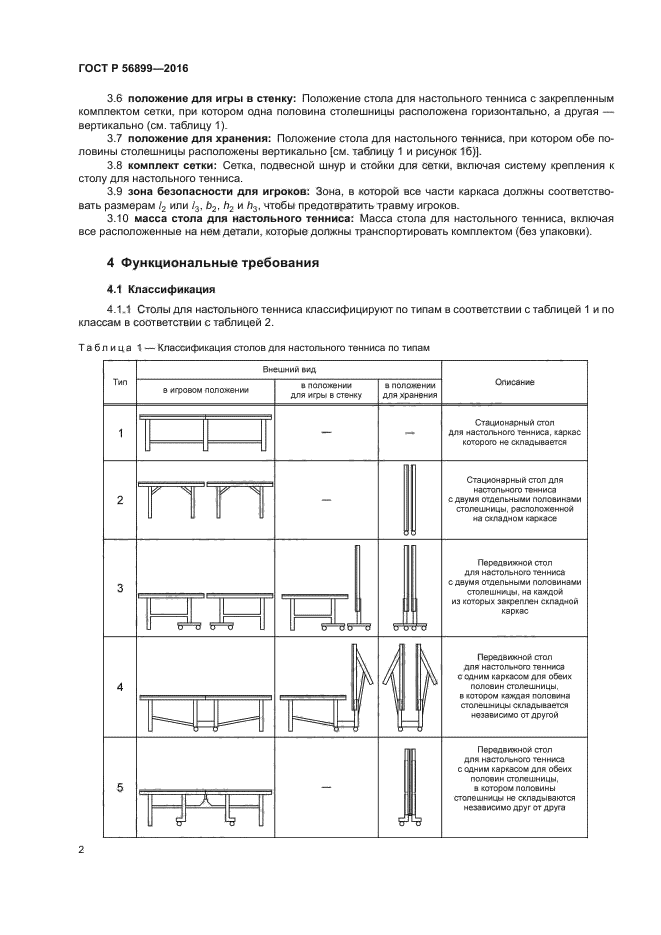 ГОСТ Р 56899—2016
3.6 положение для игры в стенку: Положение стола для настольного тенниса с закрепленным
комплектом сетки, при котором одна половина столешницы расположена горизонтально, а другая —
вертикально (см. таблицу 1).
3.7 положение для хранения: Положение стола для настольного тенниса, при котором обе по-
ловины столешницы расположены вертикально [см. таблицу 1 и рисунок 1б)].
3.8 комплект сетки: Сетка, подвесной шнур и стойки для сетки, включая систему крепления к
столу для настольного тенниса.
3.9 зона безопасности для игроков: Зона, в которой все части каркаса должны соответство-
вать размерам l2 или l3, b2, h2 и h3, чтобы предотвратить травму игроков.
3.10 масса стола для настольного тенниса: Масса стола для настольного тенниса, включая
все расположенные на нем детали, которые должны транспортировать комплектом (без упаковки).
4 Функциональные требования
4.1 Классификация
4.1.1 Столы для настольного тенниса классифицируют по типам в соответствии с таблицей 1 и по
классам в соответствии с таблицей 2.
Таблица 1 — Классификация столов для настольного тенниса по типам
Тип
Внешний вид
Описание
в игровом положении
в положении
для игры в стенку
в положении
для хранения
1
—
—
Стационарный стол
для настольного тенниса, каркас
которого не складывается
2
—
Стационарный стол для
настольного тенниса
с двумя отдельными половинами
столешницы, расположенной
на складном каркасе
3
Передвижной стол
для настольного тенниса
с двумя отдельными половинами
столешницы, на каждой
из которых закреплен складной
каркас
4
Передвижной стол
для настольного тенниса
с одним каркасом для обеих
половин столешницы,
в котором каждая половина
столешницы складывается
независимо от другой
5
—
Передвижной стол
для настольного тенниса
с одним каркасом для обеих
половин столешницы,
в котором половины
столешницы не складываются
независимо друг от друга
2